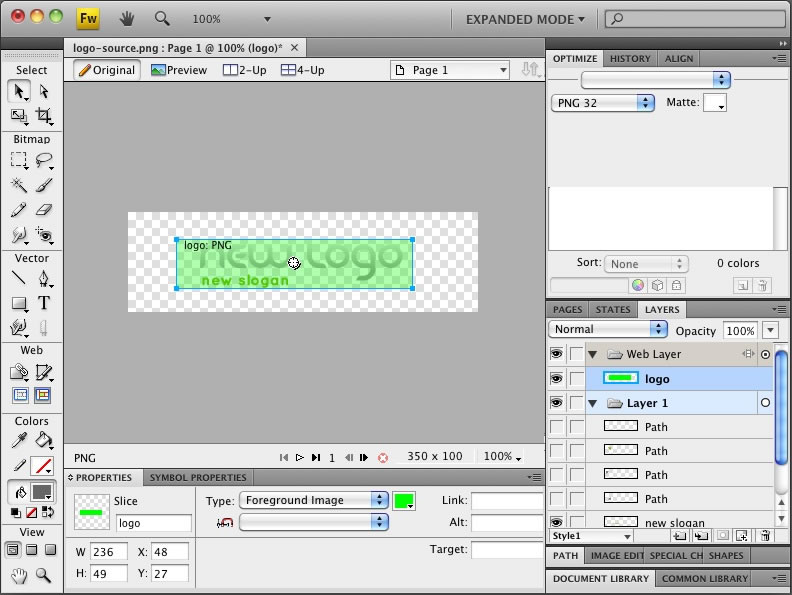 Fw
100%
EXPANDED MODE
logo-source.png : Page 1 @ 100% (logo)*
Original
Preview
2-Up
4-Up
Page 1
Select
Bitmap
Vector
Web
Colors
View
logo: PNG
new logo
new slogan
PNG
1
350 x 100
100%
PROPERTIES
SYMBOL PROPERTIES
Slice
logo
Type:
Foreground Image
Link:
Alt:
Target:
W 236
X: 48
H: 49
Y: 27
OPTIMIZE
HISTORY
ALIGN
PNG 32
Matte:
Sort:
None
0 colors
PAGES
STATES
LAYERS
Normal
Opacity
100%
Web Layer
logo
Layer 1
Path
Path
Path
Path
new slogan
Style1
PATH
IMAGE EDIT
SPECIAL CH
SHAPES
DOCUMENT LIBRARY
COMMON LIBRARY